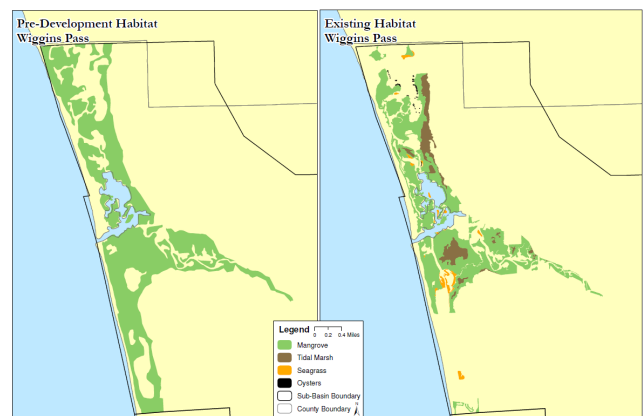 Pre-Development Habitat
Wiggins Pass
Existing Habitat
Wiggins Pass
Legend
0 0.2 0.4 Miles
Mangrove
Tidal Marsh
Seagrass
Oysters
Sub-Basin Boundary
County Boundary
N